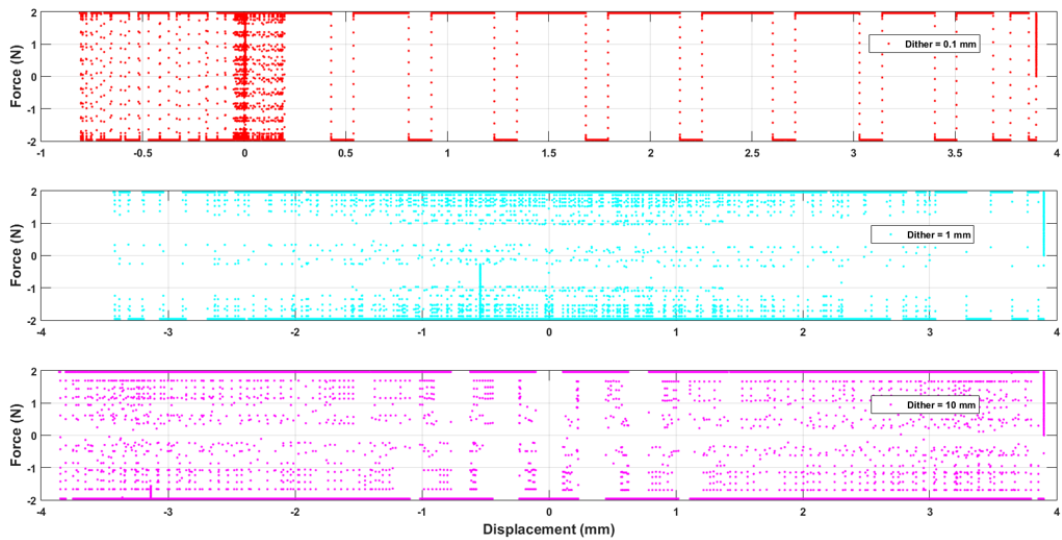 2
1
0
-1
-2
Force (N)
Dither = 0.1 mm
-1 -0.5 0 0.5 1 1.5 2 2.5 3 3.5 4
2
1
0
-1
-2
Force (N)
Dither = 1 mm
-4 -3 -2 -1 0 1 2 3 4
2
1
0
-1
-2
Force (N)
Dither = 10 mm
-4 -3 -2 -1 0 1 2 3 4
Displacement (mm)